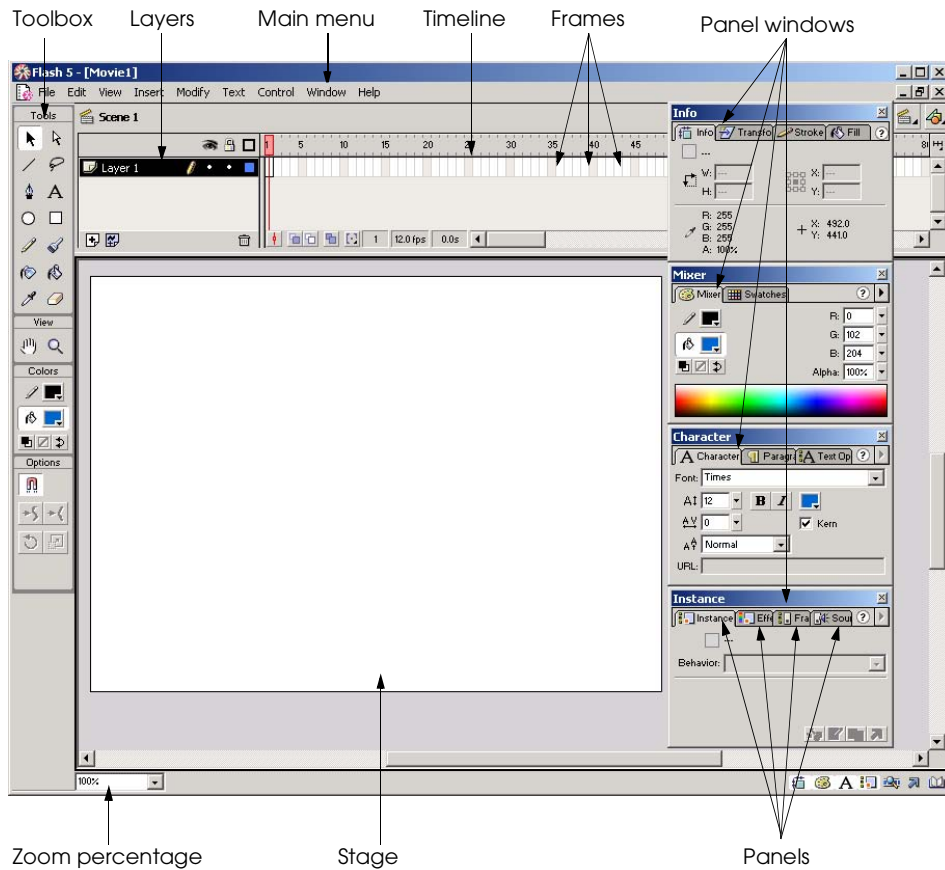 Toolbox Layers Main menu Timeline Frames Panel windows
Flash 5 - [Movie1]
File Edit View Insert Modify Text Control Window Help
Tools
Scene 1
1 5 10 15 20 25 30 35 40 45
Layer 1
1 12.0 fps 0.0s
View
Colors
Options
Info
Info Transfo Stroke Fill ?
W: ---
H: ---
X: ---
Y: ---
R: 255
G: 255
B: 255
A: 100%
X: 492.0
Y: 441.0
Mixer
Mixer Swatches ?
R: 0
G: 102
B: 204
Alpha: 100%
Character
A Character Paragra A Text Op ?
Font: Times
12 B I
A V 0 Kern
Normal
URL:
Instance
Instance Effe Fra Sou ?
---
Behavior:
100%
Zoom percentage Stage Panels